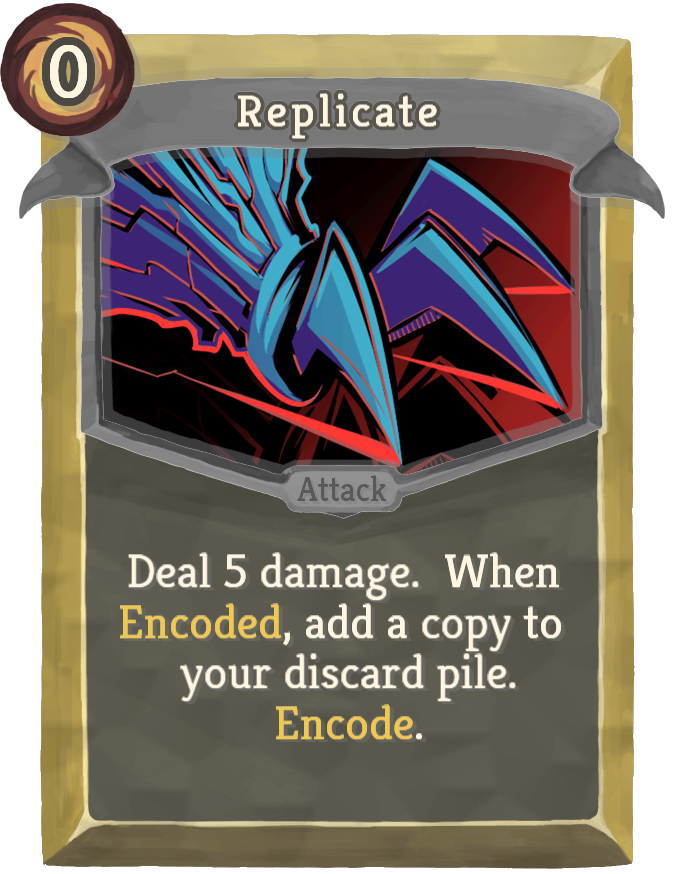 0
Replicate
Attack
Deal 5 damage. When
Encoded, add a copy to
your discard pile.
Encode.